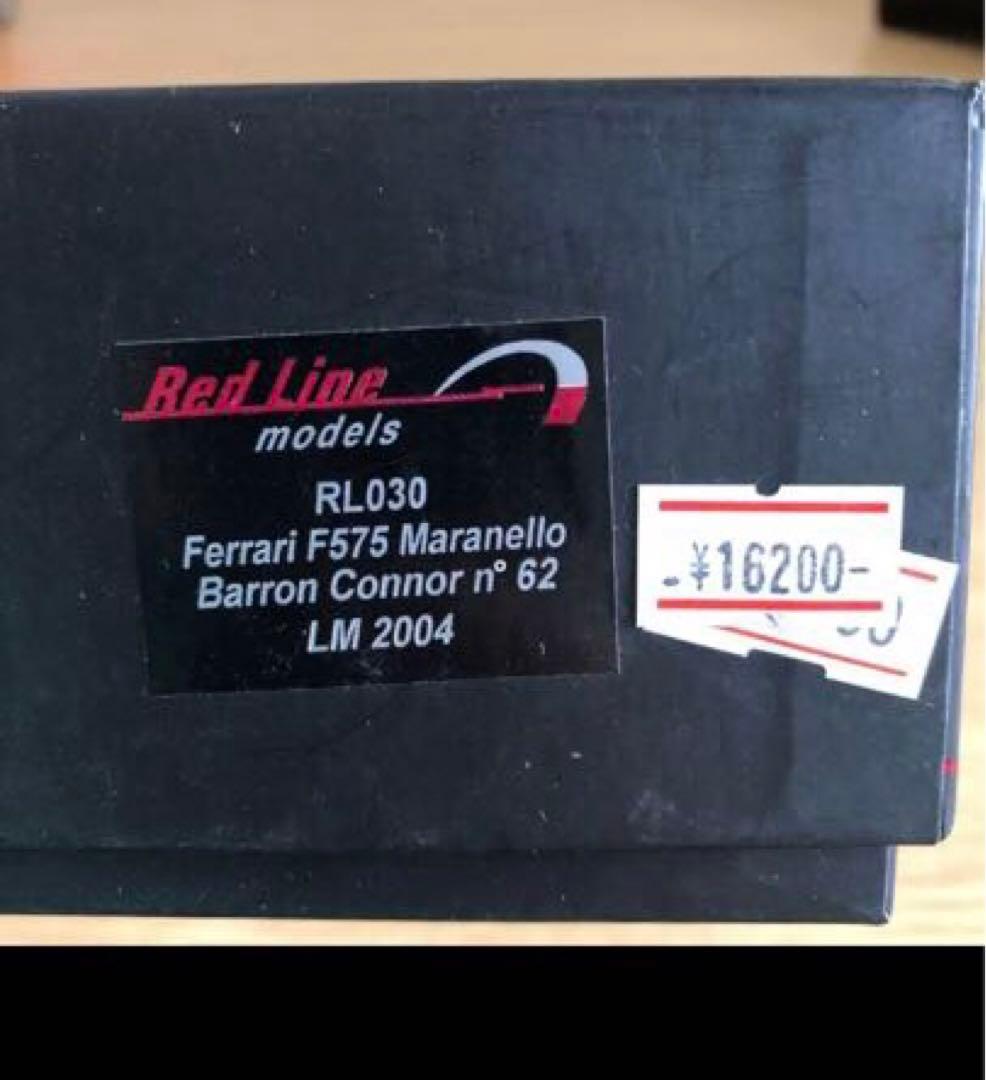 Red Line
models
RL030
Ferrari F575 Maranello
Barron Connor n° 62
LM 2004
¥16200-